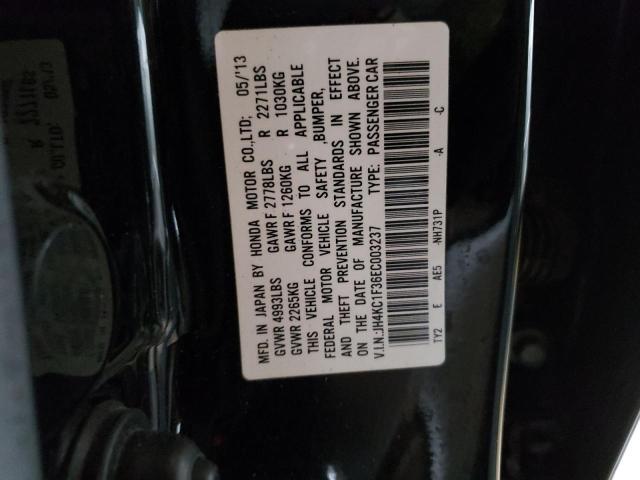 MFD. IN JAPAN BY HONDA MOTOR CO.,LTD; 05/'13
GVWR 4993LBS GAWR F 2778LBS R 2271LBS
GVWR 2265KG GAWR F 1260KG R 1030KG
THIS VEHICLE CONFORMS TO ALL APPLICABLE
FEDERAL MOTOR VEHICLE SAFETY ,BUMPER,
AND THEFT PREVENTION STANDARDS IN EFFECT
ON THE DATE OF MANUFACTURE SHOWN ABOVE.
V.I.N.:JH4KC1F36EC003237 TYPE: PASSENGER CAR
TY2 E AE5 -NH731P -A -C